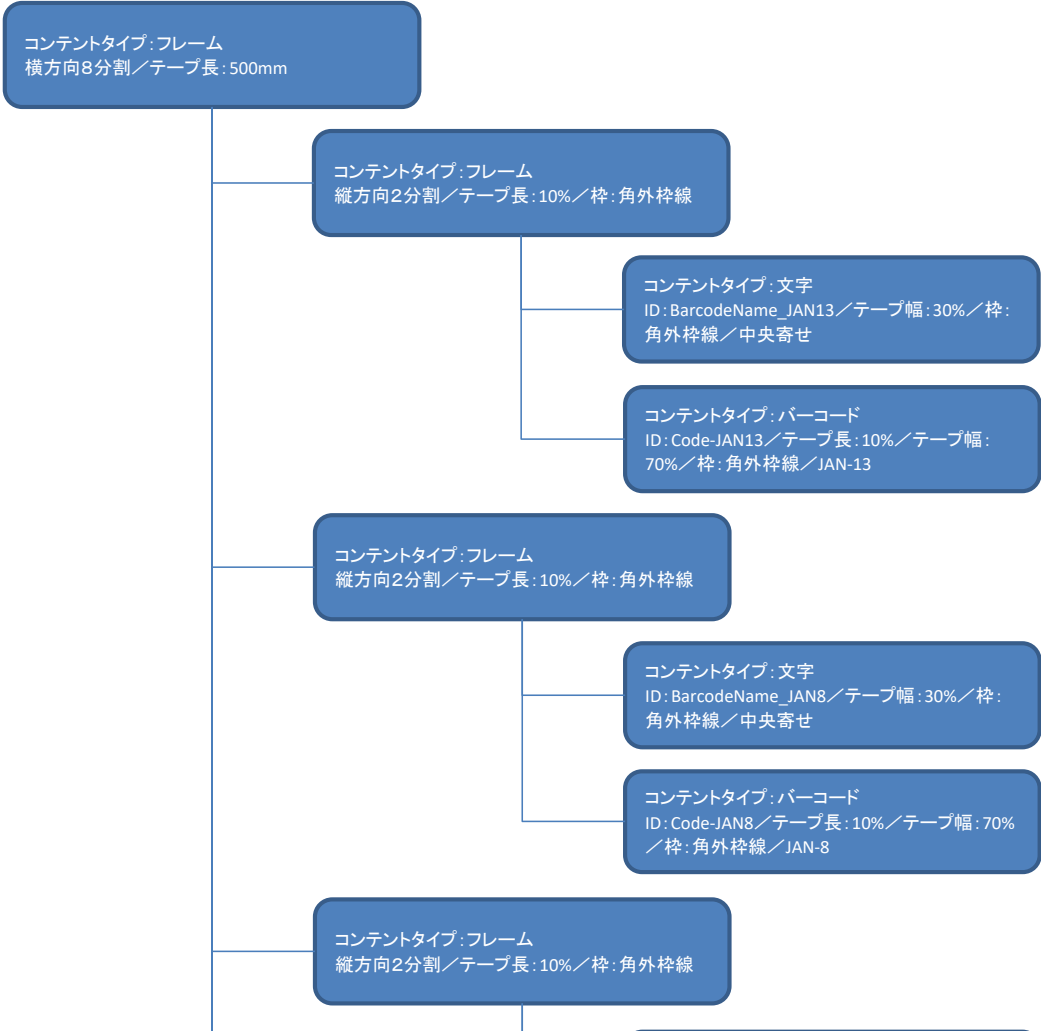 コンテントタイプ:フレーム
横方向8分割/テープ長:500mm
コンテントタイプ:フレーム
縦方向2分割/テープ長:10%/枠:角外枠線
コンテントタイプ:文字
ID:BarcodeName_JAN13/テープ幅:30%/枠:
角外枠線/中央寄せ
コンテントタイプ:バーコード
ID:Code-JAN13/テープ長:10%/テープ幅:
70%/枠:角外枠線/JAN-13
コンテントタイプ:フレーム
縦方向2分割/テープ長:10%/枠:角外枠線
コンテントタイプ:文字
ID:BarcodeName_JAN8/テープ幅:30%/枠:
角外枠線/中央寄せ
コンテントタイプ:バーコード
ID:Code-JAN8/テープ長:10%/テープ幅:70%
/枠:角外枠線/JAN-8
コンテントタイプ:フレーム
縦方向2分割/テープ長:10%/枠:角外枠線